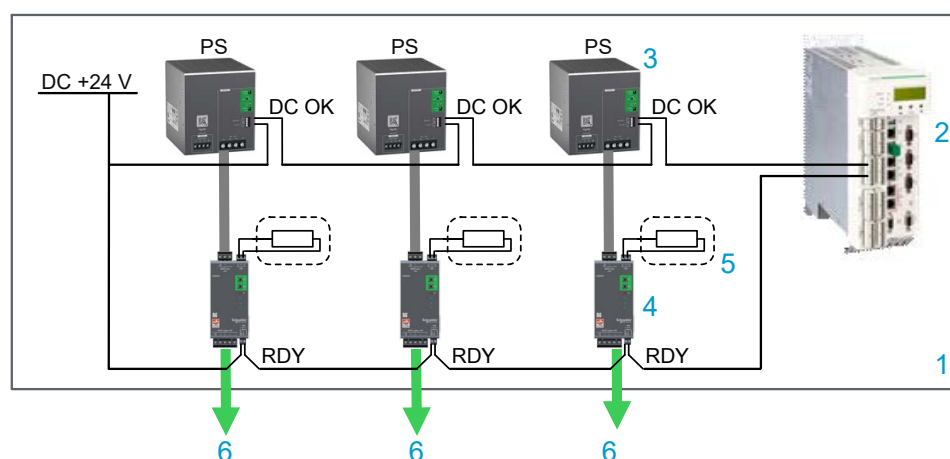 PS PS PS 3
DC +24 V
DC OK DC OK DC OK
2
5
4
RDY RDY RDY
1
6 6 6